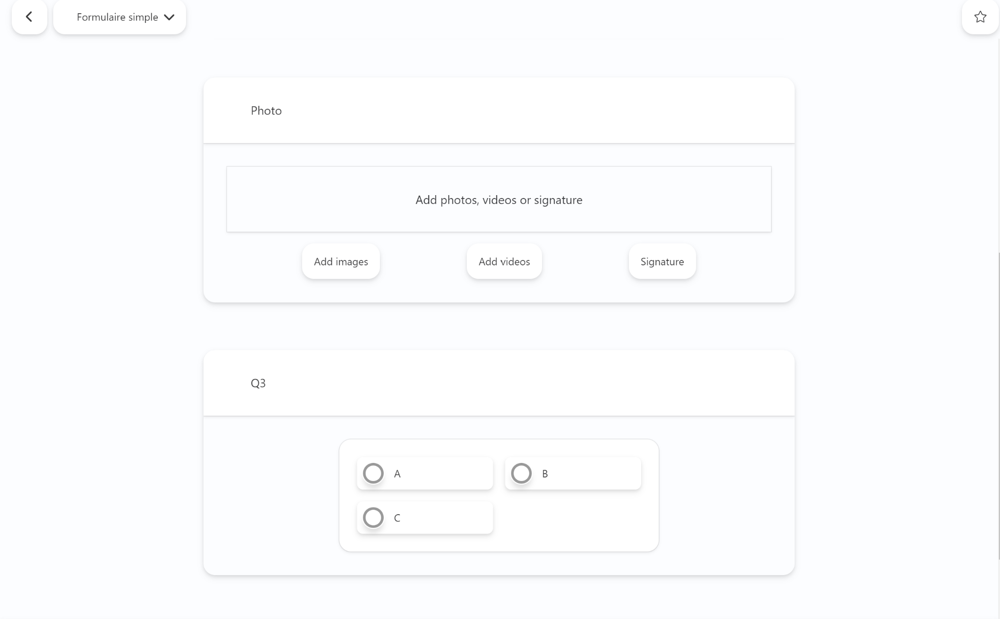 Formulaire simple
Photo
Add photos, videos or signature
Add images
Add videos
Signature
Q3
A
B
C